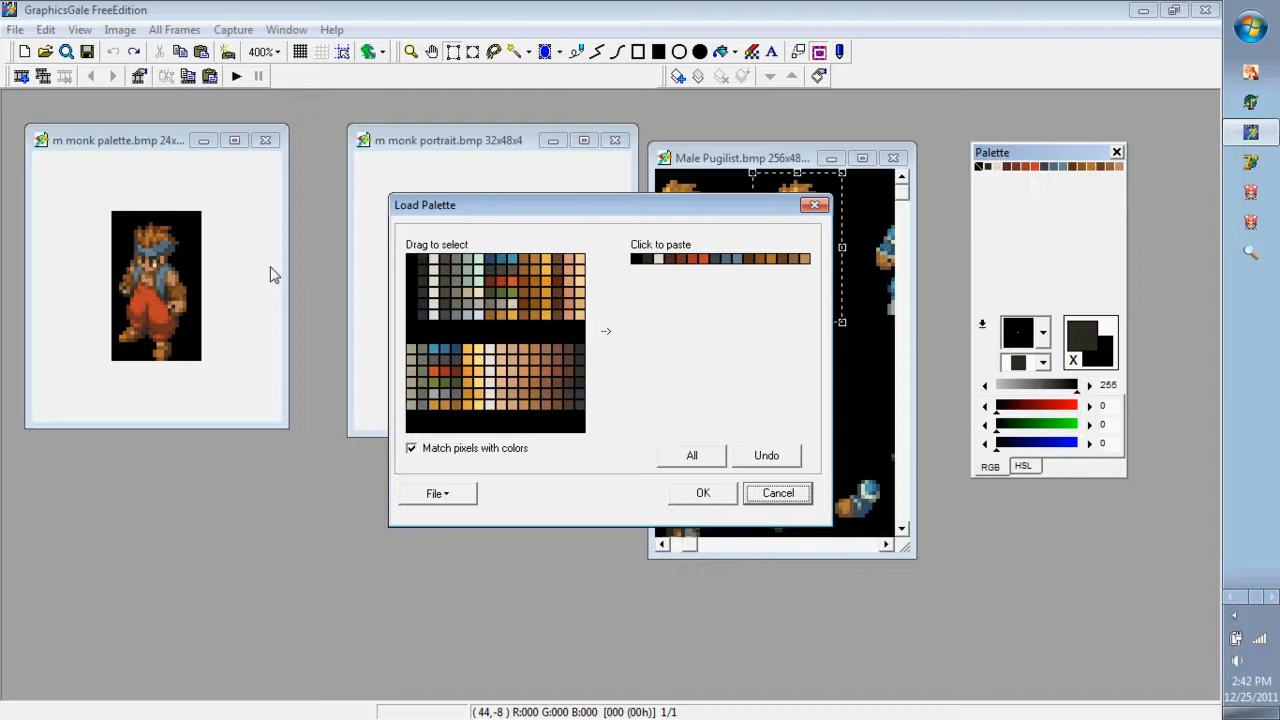 GraphicsGale FreeEdition
File Edit View Image All Frames Capture Window Help
400%
m monk palette.bmp 24x...
m monk portrait.bmp 32x48x4
Male Pugilist.bmp 256x48...
Palette
Load Palette
Drag to select
Click to paste
->
Match pixels with colors
All
Undo
File
OK
Cancel
X
255
0
0
0
RGB
HSL
( 44,-8 ) R:000 G:000 B:000 [000 (00h)] 1/1
2:42 PM
12/25/2011